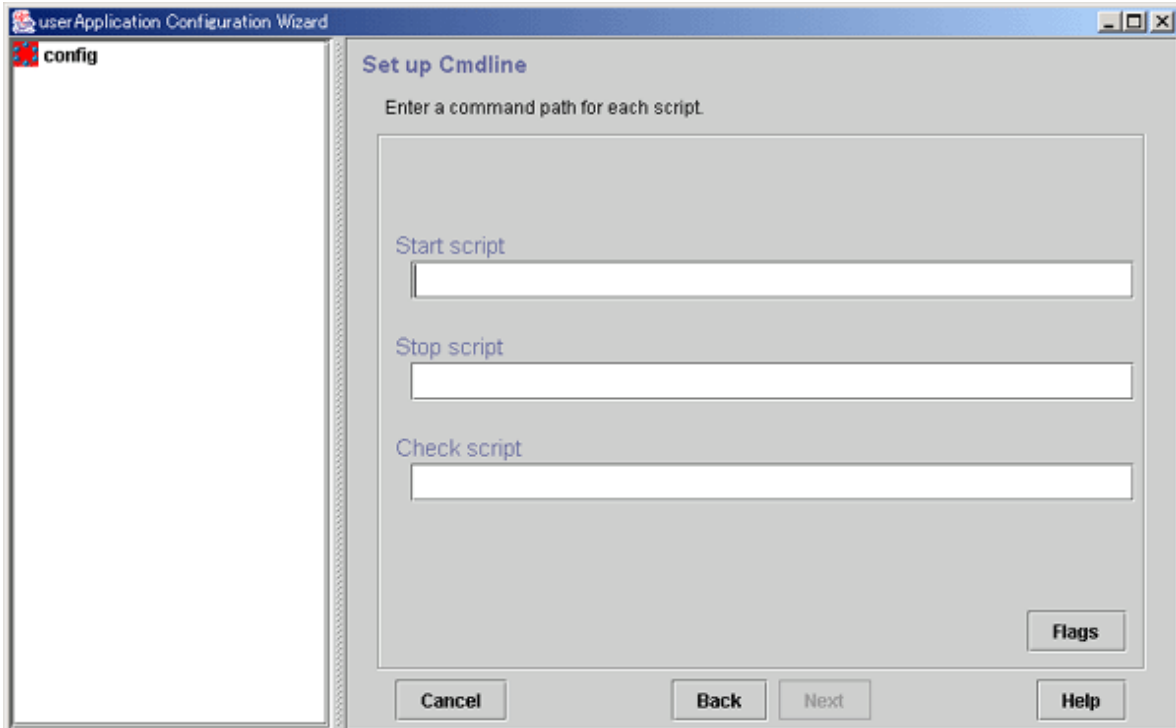 userApplication Configuration Wizard
config
Set up Cmdline
Enter a command path for each script.
Start script
Stop script
Check script
Flags
Cancel
Back
Next
Help